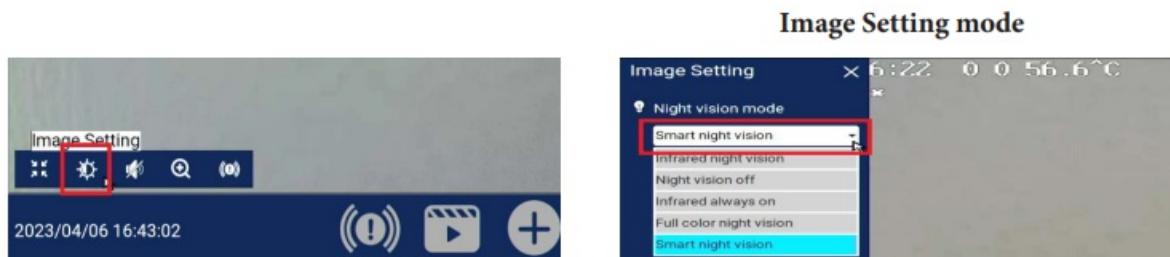 Image Setting mode
Image Setting
2023/04/06 16:43:02
Image Setting
6:22 0 0 56.6^C
Night vision mode
Smart night vision
Infrared night vision
Night vision off
Infrared always on
Full color night vision
Smart night vision